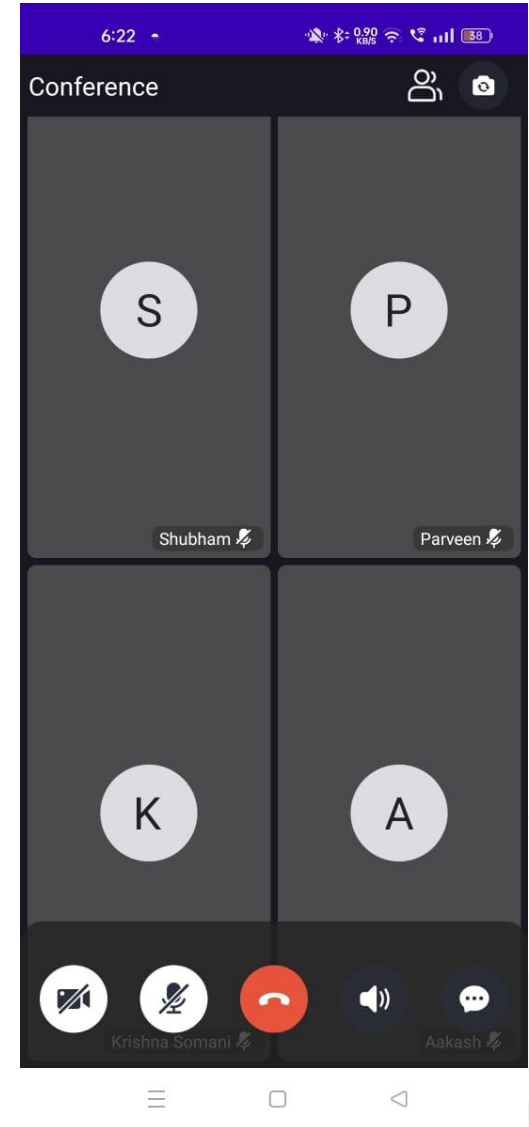 6:22 0.90 KB/S 38
Conference
S P
Shubham Parveen
K A
Krishna Somani Aakash